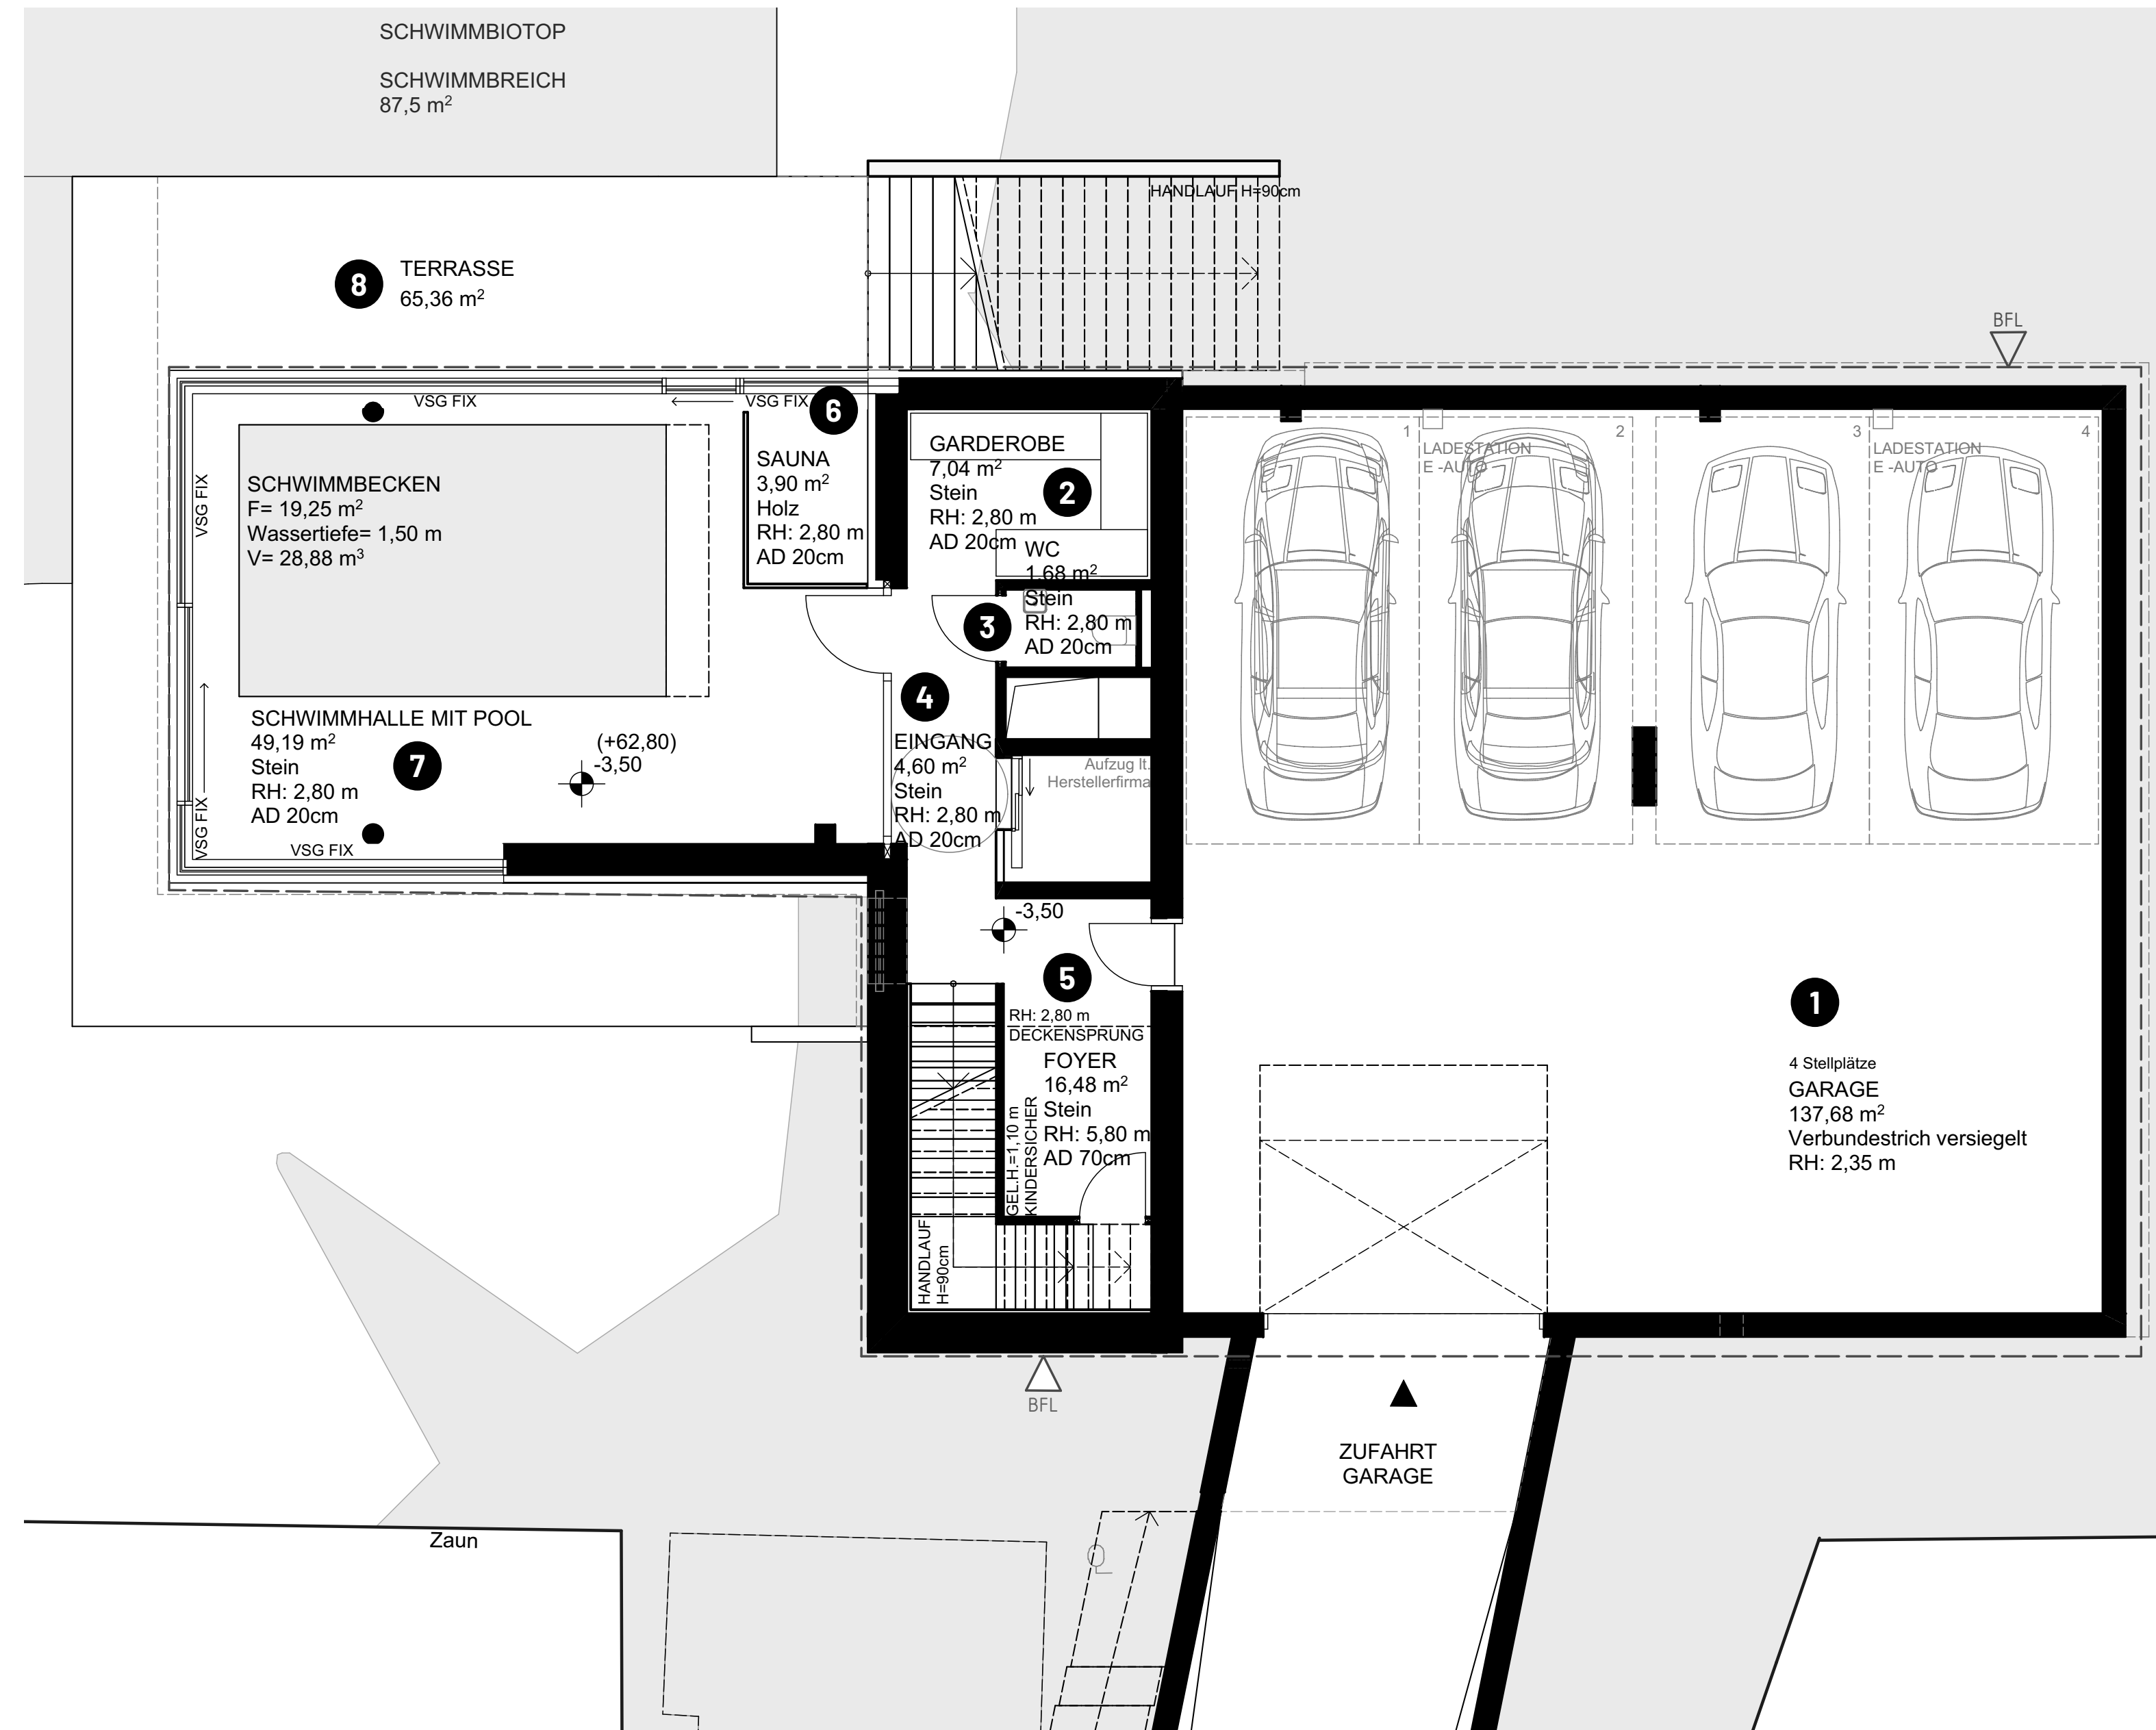 SCHWIMMBIOTOP
SCHWIMMBREICH
87,5 m²
HANDLAUF H=90cm
8
TERRASSE
65,36 m²
BFL
VSG FIX
VSG FIX
6
SAUNA
3,90 m²
Holz
RH: 2,80 m
AD 20cm
VSG FIX
SCHWIMMBECKEN
F= 19,25 m²
Wassertiefe= 1,50 m
V= 28,88 m³
GARDEROBE
7,04 m²
Stein
RH: 2,80 m
AD 20cm
2
WC
1,68 m²
Stein
RH: 2,80 m
AD 20cm
3
1
LADESTATION
E -AUTO
2
3
LADESTATION
E -AUTO
4
SCHWIMMHALLE MIT POOL
49,19 m²
Stein
RH: 2,80 m
AD 20cm
7
(+62,80)
-3,50
VSG FIX
VSG FIX
4
EINGANG
4,60 m²
Stein
RH: 2,80 m
AD 20cm
Aufzug lt.
Herstellerfirma
-3,50
5
RH: 2,80 m
DECKENSPRUNG
FOYER
16,48 m²
Stein
RH: 5,80 m
AD 70cm
GEL.H.=1,10 m
KINDERSICHER
HANDLAUF
H=90cm
1
4 Stellplätze
GARAGE
137,68 m²
Verbundestrich versiegelt
RH: 2,35 m
BFL
ZUFAHRT
GARAGE
Zaun